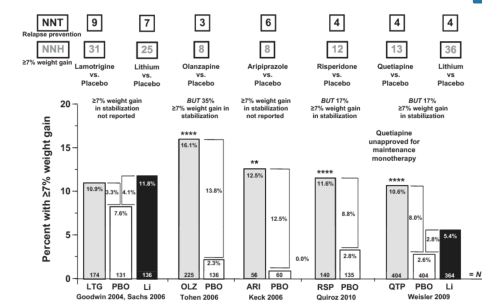 NNT 9 7 3 6 8 4 4
Relapse prevention
NNH 31 25 8 8 12 13 36
≥7% weight gain
Lamotrigine vs. Placebo
Lithium vs. Placebo
Olanzapine vs. Placebo
Aripiprazole vs. Placebo
Risperidone vs. Placebo
Quetiapine vs. Placebo
Lithium vs. Placebo
≥7% weight gain
in stabilization
not reported
BUT 35%
≥7% weight gain in
stabilization
≥7% weight gain
in stabilization
not reported
BUT 17%
≥7% weight gain in
stabilization
BUT 17%
≥7% weight gain in
stabilization
Quetiapine
unapproved for
maintenance
monotherapy
Percent with ≥7% weight gain
20
15
10
5
0
10.9% 3.3% 4.1% 11.8%
7.6%
174 131 136
LTG PBO Li
Goodwin 2004, Sachs 2006
****
16.1%
13.8%
2.3%
225 136
OLZ PBO
Tohen 2006
**
12.5%
12.5%
0.0%
56 60
ARI PBO
Keck 2006
****
11.6%
8.8%
2.8%
140 135
RSP PBO
Quiroz 2010
****
10.6%
8.0%
2.8% 5.4%
2.6%
404 404 364
QTP PBO Li
Weisler 2009
= N